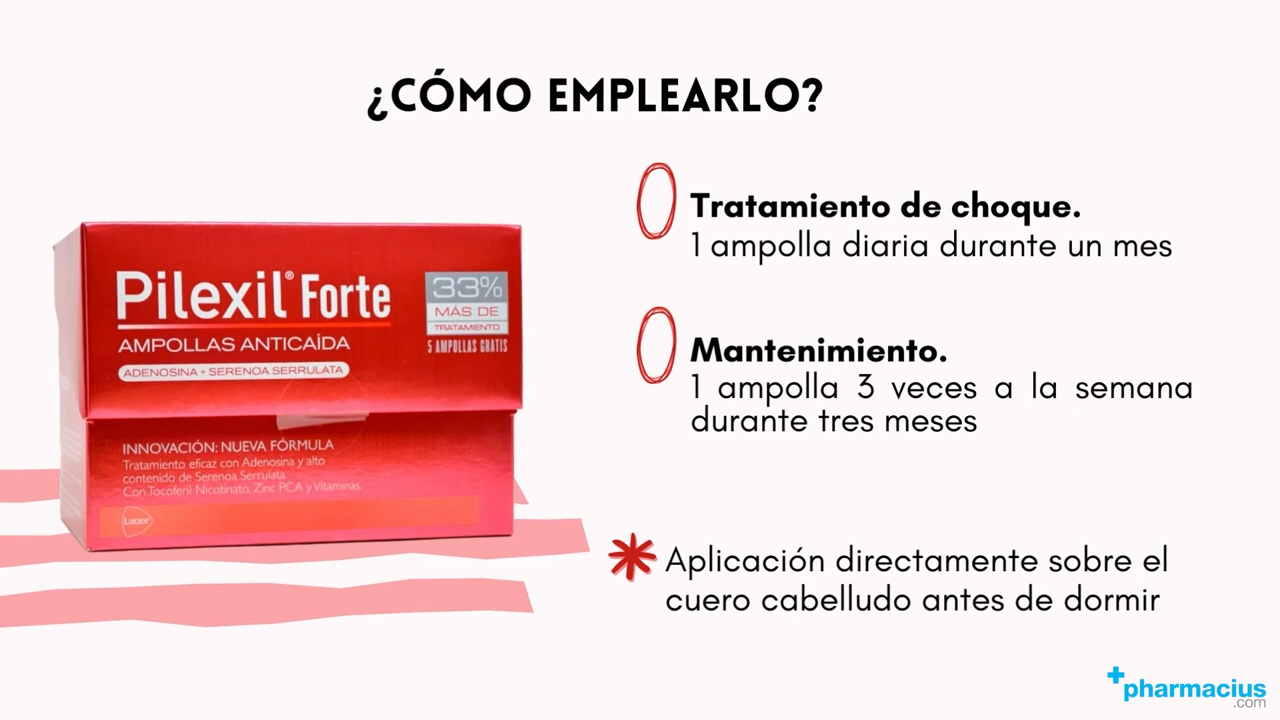 ¿CÓMO EMPLEARLO?
Pilexil® Forte
AMPOLLAS ANTICAÍDA
ADENOSINA + SERENOA SERRULATA
33%
MÁS DE
TRATAMIENTO
5 AMPOLLAS GRATIS
INNOVACIÓN: NUEVA FÓRMULA
Tratamiento eficaz con Adenosina y alto
contenido de Serenoa Serrulata.
Con Tocoferil Nicotinato, Zinc PCA y Vitaminas.
Lacer
Tratamiento de choque.
1 ampolla diaria durante un mes
Mantenimiento.
1 ampolla 3 veces a la semana
durante tres meses
Aplicación directamente sobre el
cuero cabelludo antes de dormir
+pharmacius
.com